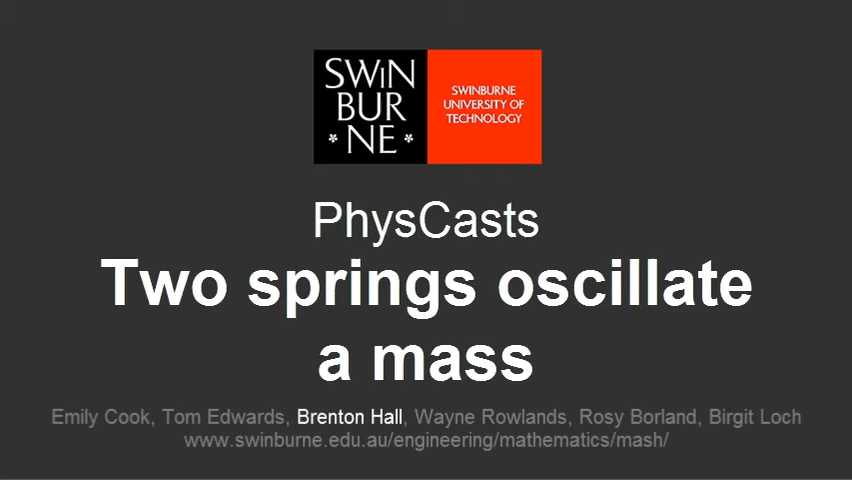 SWiN
BUR
* NE *
SWINBURNE
UNIVERSITY OF
TECHNOLOGY
PhysCasts
Two springs oscillate
a mass
Emily Cook, Tom Edwards, Brenton Hall, Wayne Rowlands, Rosy Borland, Birgit Loch
www.swinburne.edu.au/engineering/mathematics/mash/